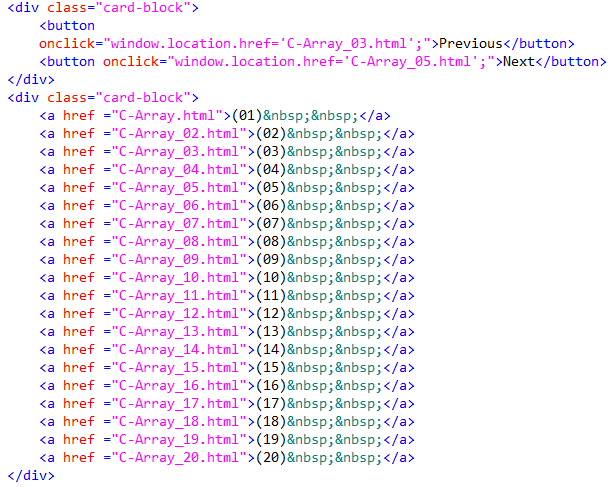 <div class="card-block">
    <button
    onclick="window.location.href='C-Array_03.html';">Previous</button>
    <button onclick="window.location.href='C-Array_05.html';">Next</button>
</div>
<div class="card-block">
    <a href ="C-Array.html">(01)&nbsp;&nbsp;</a>
    <a href ="C-Array_02.html">(02)&nbsp;&nbsp;</a>
    <a href ="C-Array_03.html">(03)&nbsp;&nbsp;</a>
    <a href ="C-Array_04.html">(04)&nbsp;&nbsp;</a>
    <a href ="C-Array_05.html">(05)&nbsp;&nbsp;</a>
    <a href ="C-Array_06.html">(06)&nbsp;&nbsp;</a>
    <a href ="C-Array_07.html">(07)&nbsp;&nbsp;</a>
    <a href ="C-Array_08.html">(08)&nbsp;&nbsp;</a>
    <a href ="C-Array_09.html">(09)&nbsp;&nbsp;</a>
    <a href ="C-Array_10.html">(10)&nbsp;&nbsp;</a>
    <a href ="C-Array_11.html">(11)&nbsp;&nbsp;</a>
    <a href ="C-Array_12.html">(12)&nbsp;&nbsp;</a>
    <a href ="C-Array_13.html">(13)&nbsp;&nbsp;</a>
    <a href ="C-Array_14.html">(14)&nbsp;&nbsp;</a>
    <a href ="C-Array_15.html">(15)&nbsp;&nbsp;</a>
    <a href ="C-Array_16.html">(16)&nbsp;&nbsp;</a>
    <a href ="C-Array_17.html">(17)&nbsp;&nbsp;</a>
    <a href ="C-Array_18.html">(18)&nbsp;&nbsp;</a>
    <a href ="C-Array_19.html">(19)&nbsp;&nbsp;</a>
    <a href ="C-Array_20.html">(20)&nbsp;&nbsp;</a>
</div>